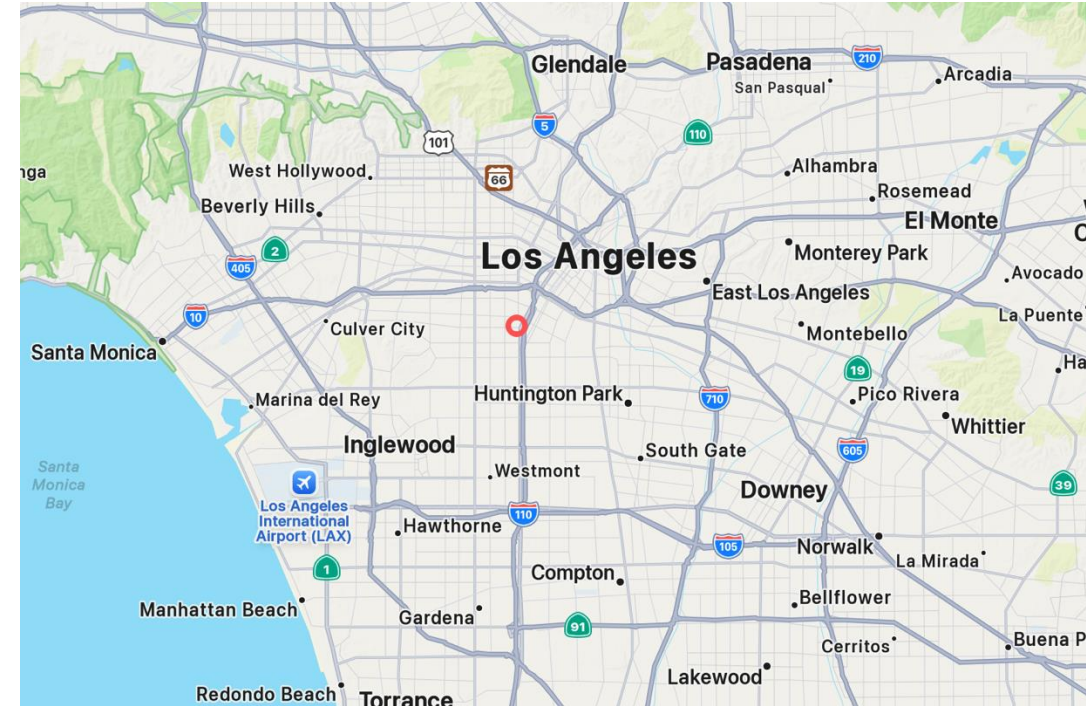 Glendale
Pasadena
210
San Pasqual
Arcadia
5
110
101
West Hollywood
66
Alhambra
Rosemead
nga
Beverly Hills
El Monte
2
405
Los Angeles
Monterey Park
Avocado
East Los Angeles
10
La Puente
Culver City
Montebello
Santa Monica
19
Ha
Marina del Rey
Huntington Park
710
Pico Rivera
Whittier
Inglewood
South Gate
605
Santa
Monica
Bay
Westmont
Downey
39
Los Angeles
International
Airport (LAX)
110
Hawthorne
105
Norwalk
La Mirada
1
Compton
Manhattan Beach
Gardena
91
Bellflower
Cerritos
Buena P
Lakewood
Redondo Beach
Torrance